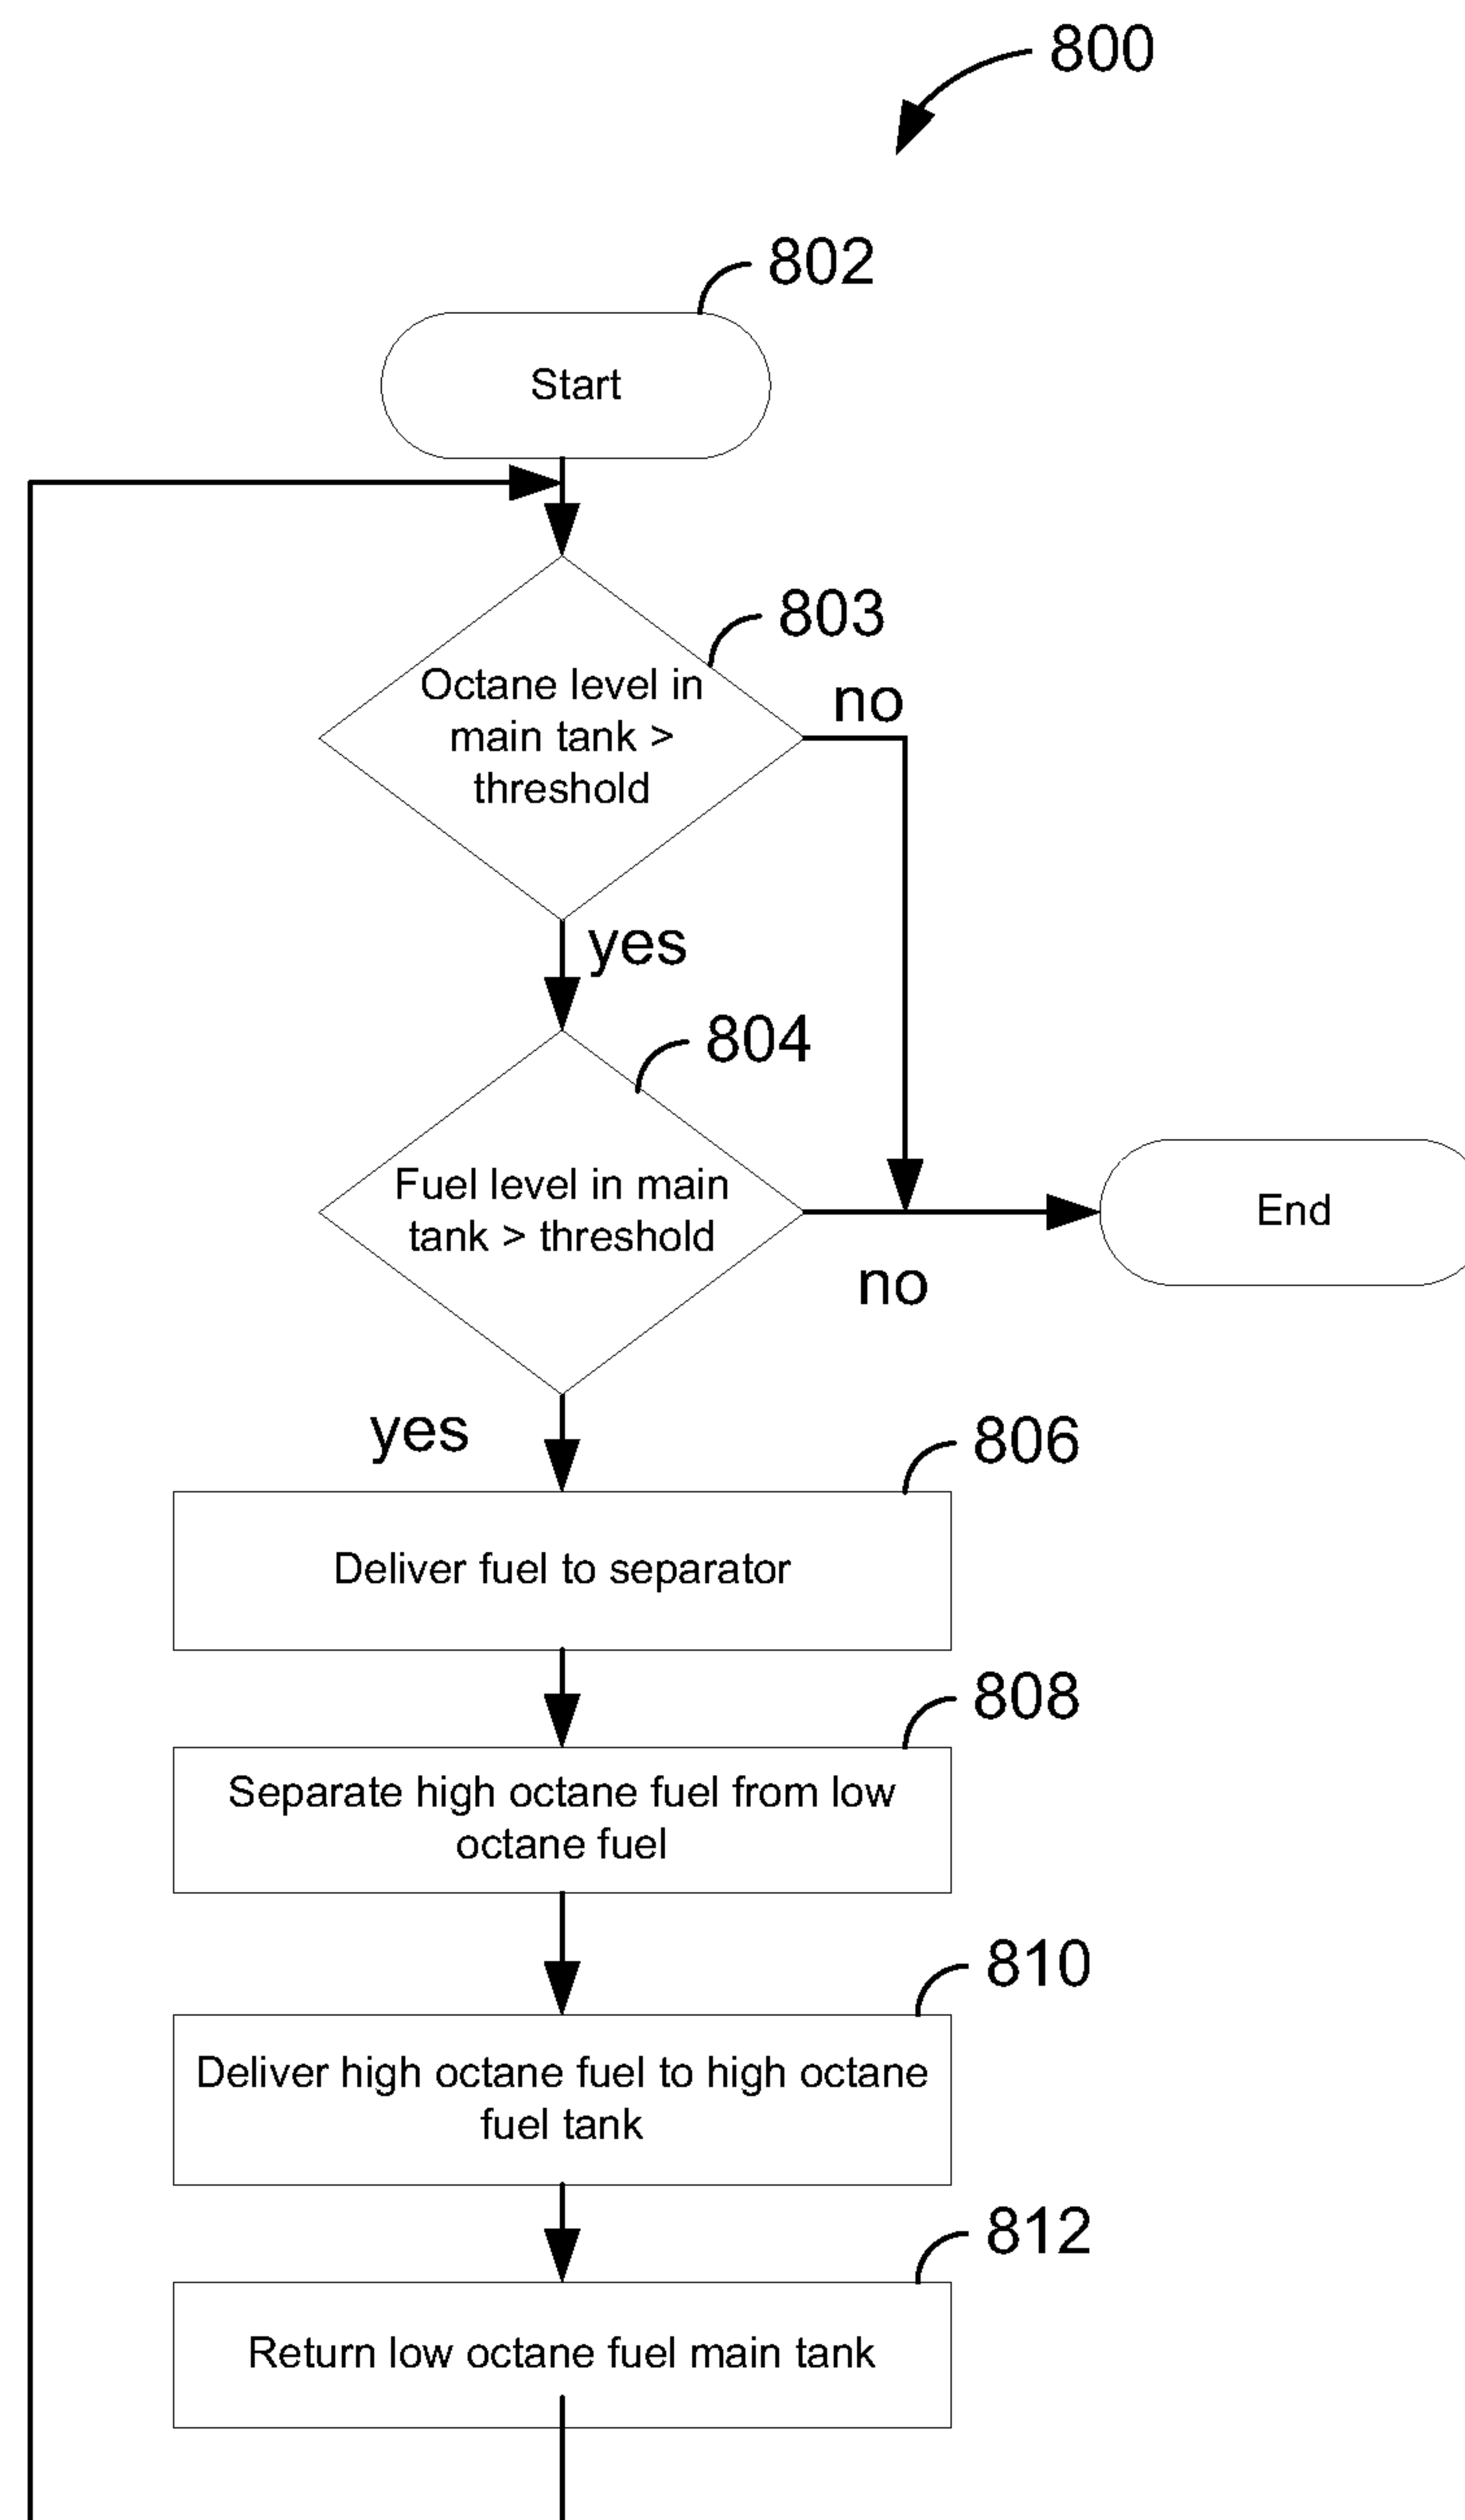 800
802
Start
803
Octane level in
main tank >
threshold
no
yes
804
Fuel level in main
tank > threshold
End
no
yes
806
Deliver fuel to separator
808
Separate high octane fuel from low
octane fuel
810
Deliver high octane fuel to high octane
fuel tank
812
Return low octane fuel main tank